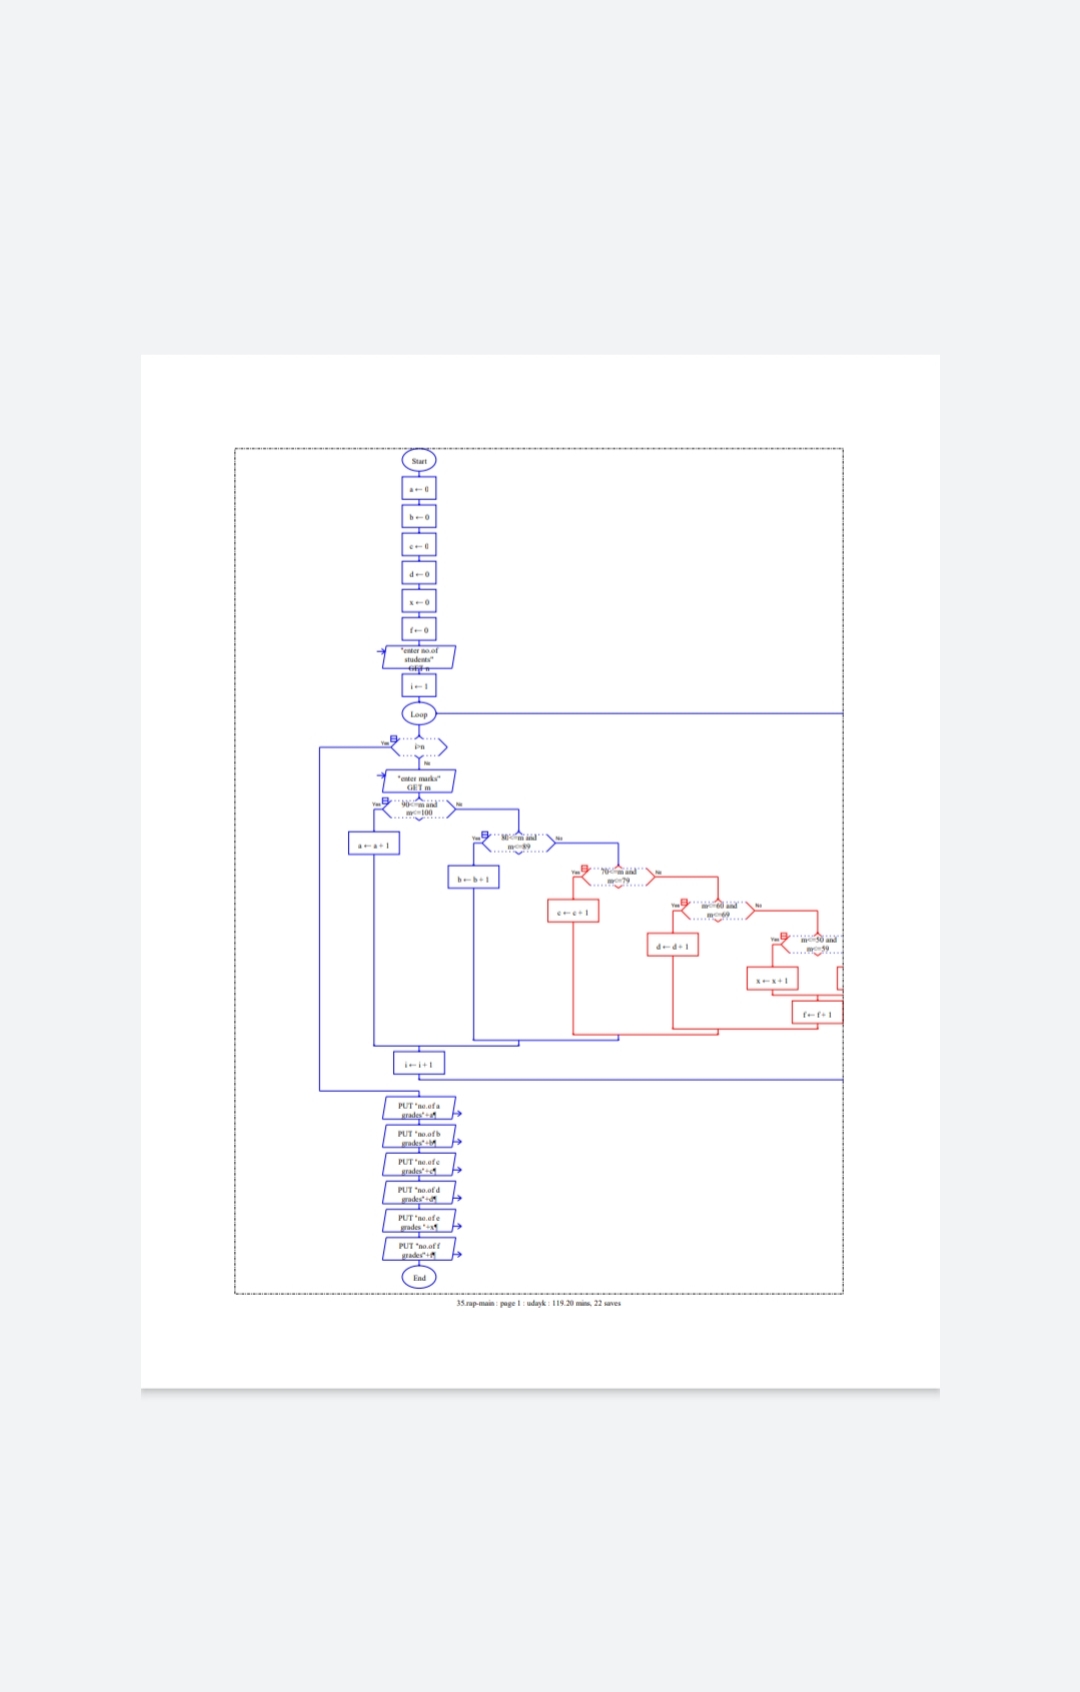 Start
a ← 0
b ← 0
c ← 0
d ← 0
x ← 0
f ← 0
"enter no.of
students"
GET n
i ← 1
Loop
Yes
i>n
No
"enter marks"
GET m
Yes
90<=m and
m<=100
No
a ← a + 1
Yes
80<=m and
m<=89
No
b ← b + 1
Yes
70<=m and
m<=79
No
c ← c + 1
Yes
m<=60 and
m<=69
No
d ← d + 1
Yes
m<=50 and
m<=59
x ← x + 1
f ← f + 1
i ← i + 1
PUT "no.of a
grades"+a¶
PUT "no.of b
grades"+b¶
PUT "no.of c
grades"+c¶
PUT "no.of d
grades"+d¶
PUT "no.of e
grades "+x¶
PUT "no.of f
grades"+f¶
End
35.rap-main : page 1 : udayk : 119.20 mins, 22 saves